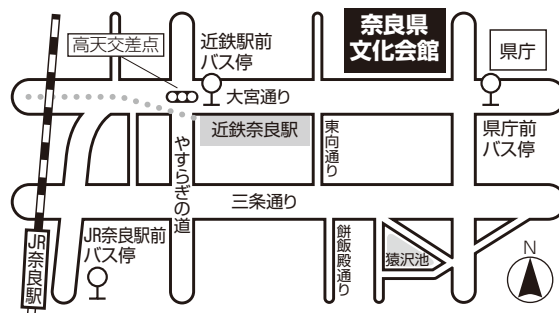 高天交差点
近鉄駅前
バス停
奈良県
文化会館
県庁
大宮通り
近鉄奈良駅
県庁前
バス停
東向通り
やすらぎの道
三条通り
JR奈良駅
JR奈良駅前
バス停
餅飯殿通り
猿沢池
N